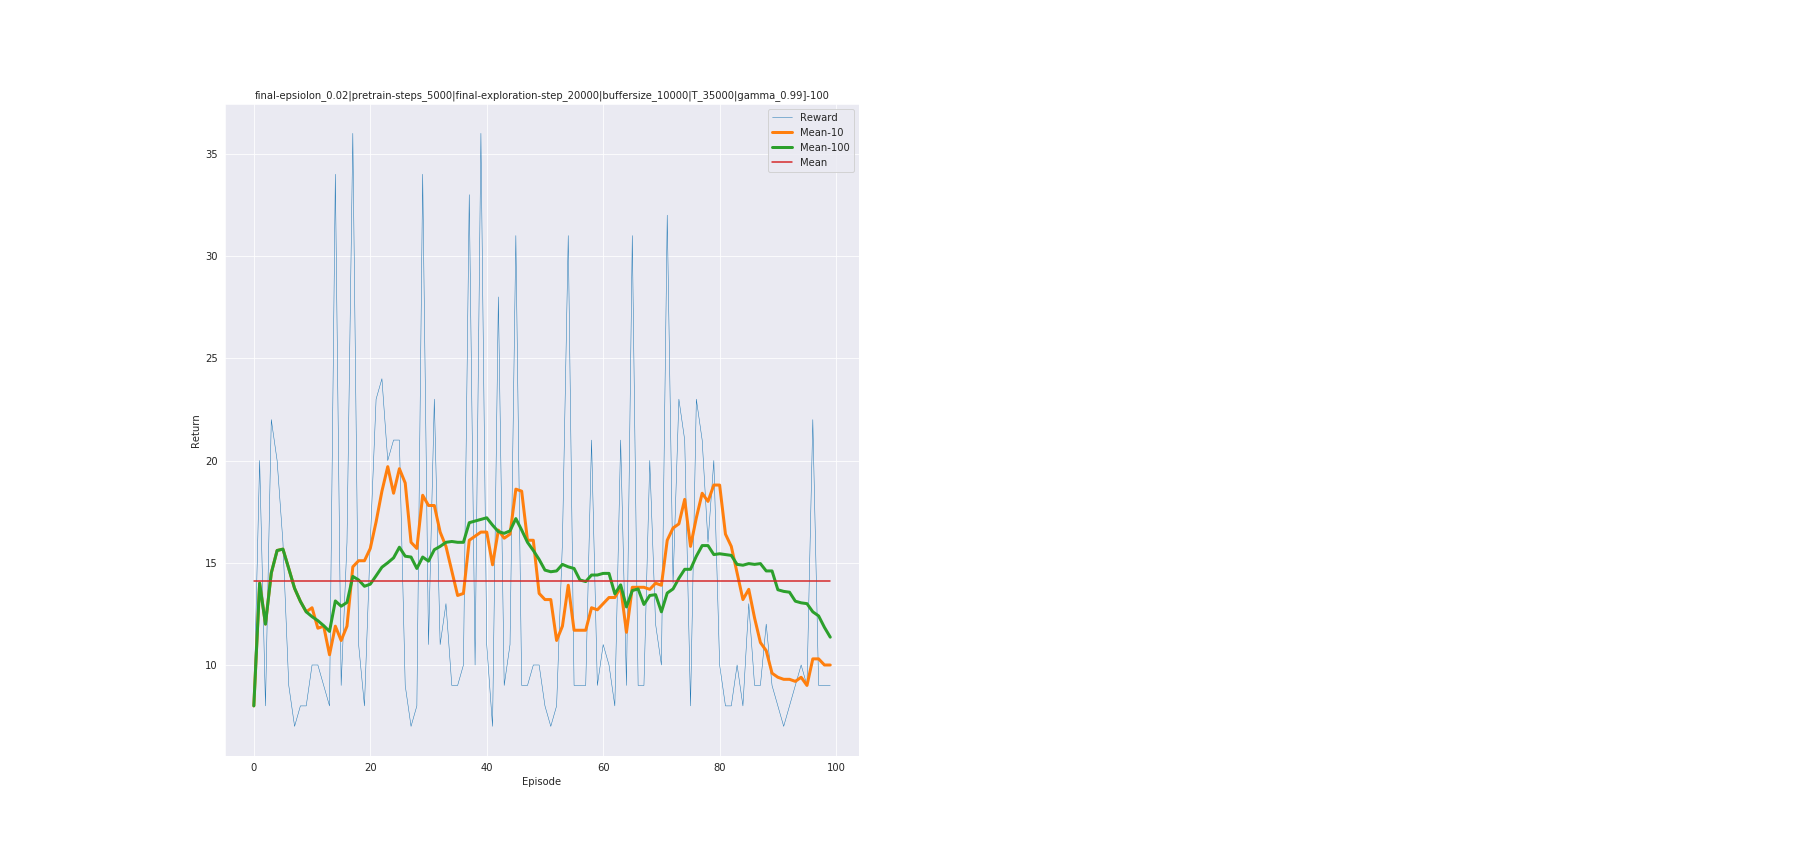 final-epsiolon_0.02|pretrain-steps_5000|final-exploration-step_20000|buffersize_10000|T_35000|gamma_0.99]-100
Reward
Mean-10
Mean-100
Mean
35
30
25
20
15
10
Return
0 20 40 60 80 100
Episode